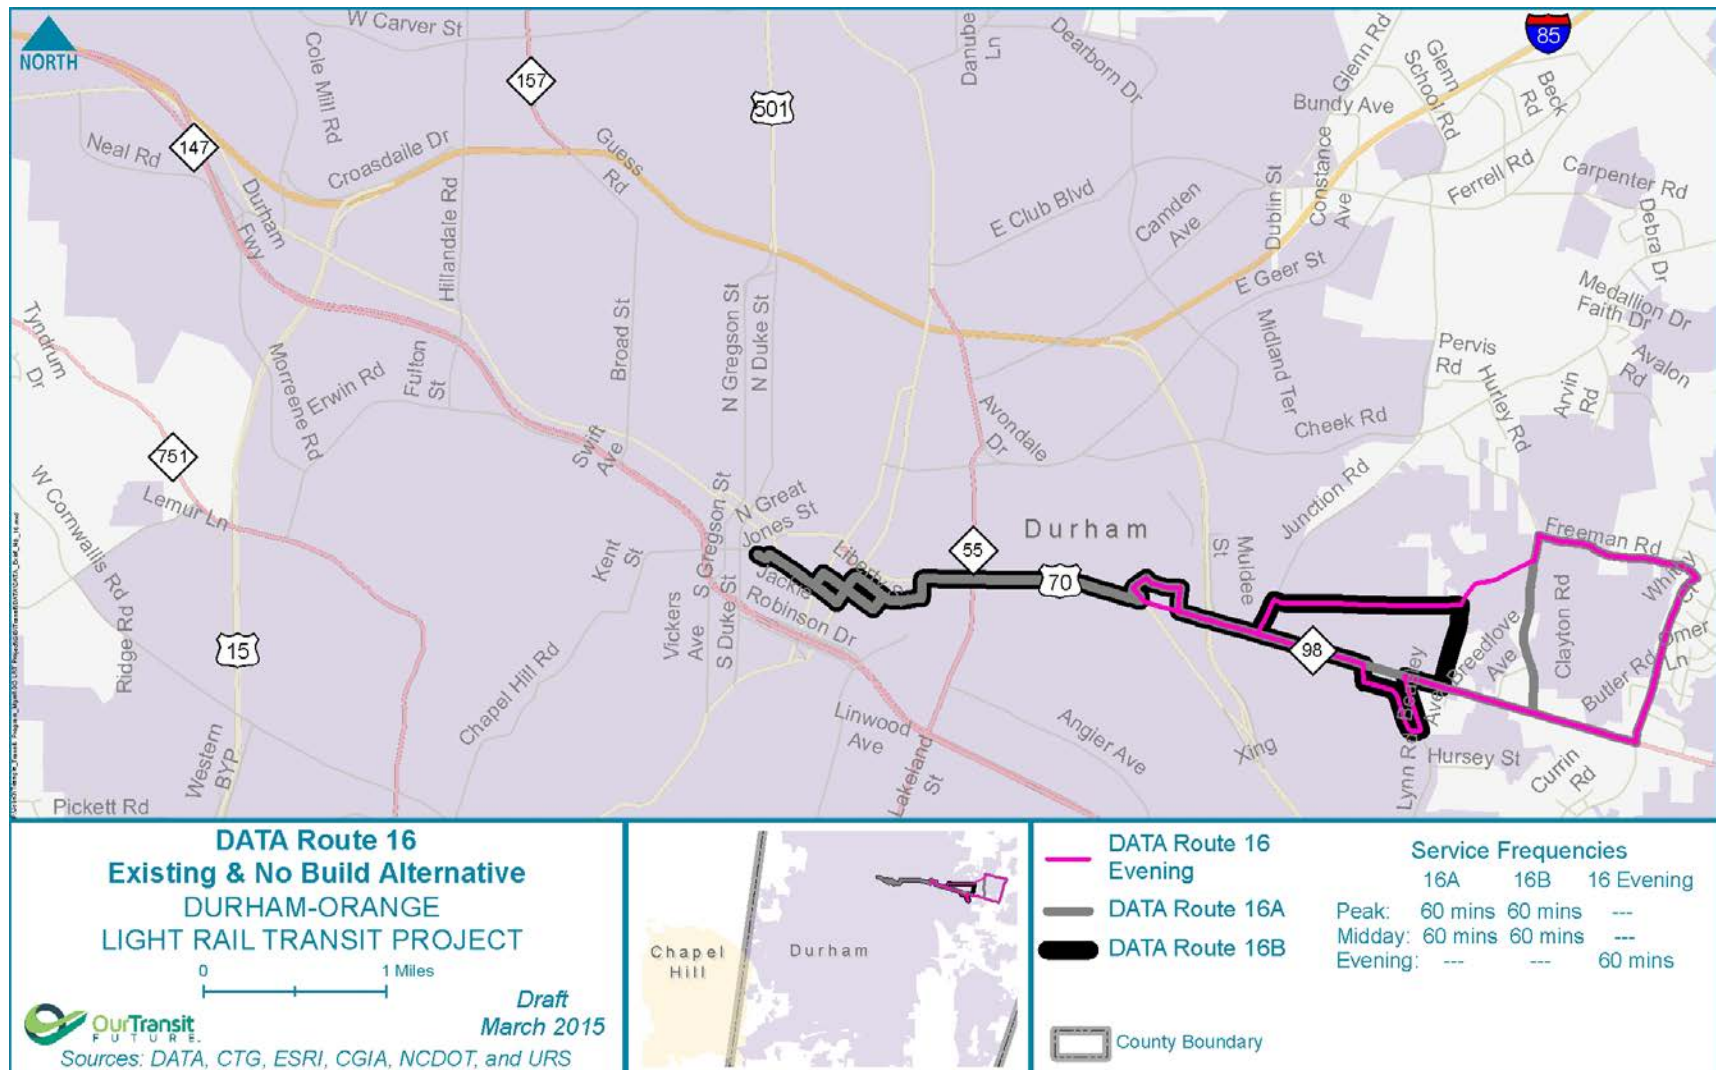 NORTH
W Carver St
Cole Mill Rd
157
501
Danube
Ln
Dearborn Dr
Glenn Rd
Glenn
School Rd
85
Beck
Rd
Bundy Ave
147
Neal Rd
Croasdaile Dr
Guess
Rd
Durham
Fwy
Hillandale Rd
E Club Blvd
Camden
Ave
Dublin St
Constance
Ave
Ferrell Rd
Carpenter Rd
Debra Dr
E Geer St
Medallion Dr
Faith Dr
Avalon
Rd
Tyndrum
Dr
Morreene Rd
Erwin Rd
Fulton
St
Broad St
N Gregson St
N Duke St
Midland Ter
Pervis
Rd
Hurley Rd
Arvin
Rd
Avondale
Dr
Cheek Rd
751
Lemur Ln
W Cornwallis Rd
Swift
Ave
S Gregson St
N Great
Jones St
Junction Rd
Freeman Rd
Durham
55
70
Kent
St
Jackie
Robinson Dr
Muldee
St
98
Clayton Rd
Breedlove
Ave
Butler Rd
Ln
Ridge Rd
15
Vickers
Ave
S Duke St
Chapel Hill Rd
Linwood
Ave
Lakeland
St
Angier Ave
Xing
Lynn Rd
Hursey St
Currin
Rd
Western
BYP
Pickett Rd
DATA Route 16
Existing & No Build Alternative
DURHAM-ORANGE
LIGHT RAIL TRANSIT PROJECT
0 1 Miles
OurTransit
FUTURE
Draft
March 2015
Sources: DATA, CTG, ESRI, CGIA, NCDOT, and URS
Chapel
Hill
Durham
DATA Route 16
Evening
DATA Route 16A
DATA Route 16B
County Boundary
Service Frequencies
16A 16B 16 Evening
Peak: 60 mins 60 mins ---
Midday: 60 mins 60 mins ---
Evening: --- --- 60 mins